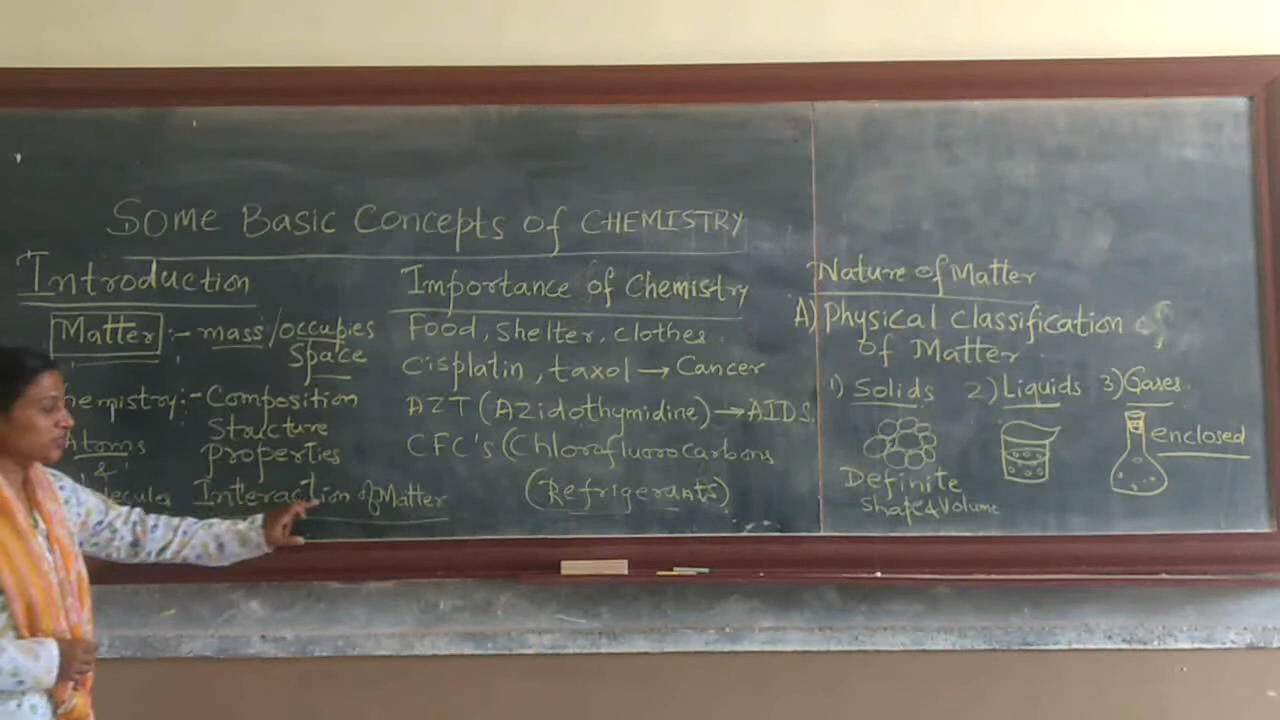 Some Basic Concepts of CHEMISTRY
Introduction
Matter :- mass / occupies
Space
hemistry:- Composition
Structure
Atoms properties
&
Interaction of Matter
Importance of Chemistry
Food, shelter, clothes.
Cisplatin, taxol → Cancer
AZT (Azidothymidine) → AIDS
CFC's (Chlorofluorocarbons
(Refrigerants)
Nature of Matter
A) Physical classification
of Matter
1) Solids 2) Liquids 3) Gases
enclosed
Definite
Shape & Volume